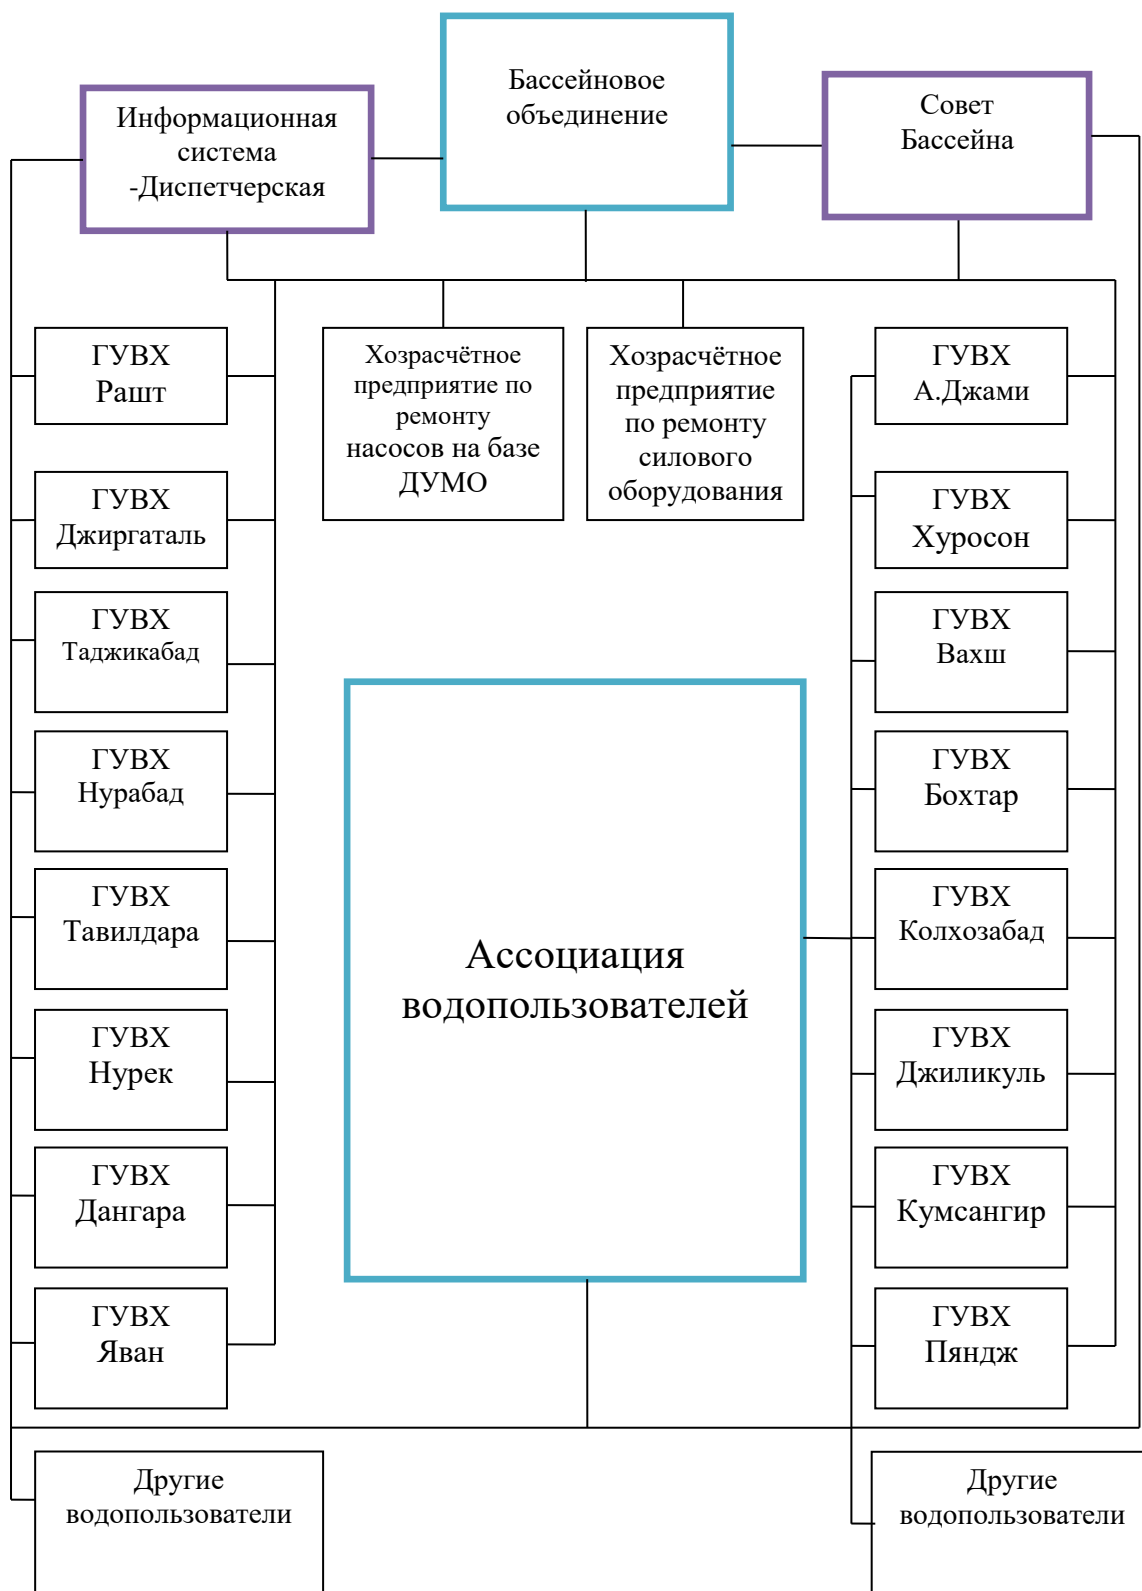 Бассейновое
объединение
Информационная
система
-Диспетчерская
Совет
Бассейна
ГУВХ
Рашт
Хозрасчётное
предприятие по
ремонту
насосов на базе
ДУМО
Хозрасчётное
предприятие
по ремонту
силового
оборудования
ГУВХ
А.Джами
ГУВХ
Джиргаталь
ГУВХ
Хуросон
ГУВХ
Таджикабад
ГУВХ
Вахш
ГУВХ
Нурабад
ГУВХ
Бохтар
ГУВХ
Тавилдара
Ассоциация
водопользователей
ГУВХ
Колхозабад
ГУВХ
Нурек
ГУВХ
Джиликуль
ГУВХ
Дангара
ГУВХ
Кумсангир
ГУВХ
Яван
ГУВХ
Пяндж
Другие
водопользователи
Другие
водопользователи